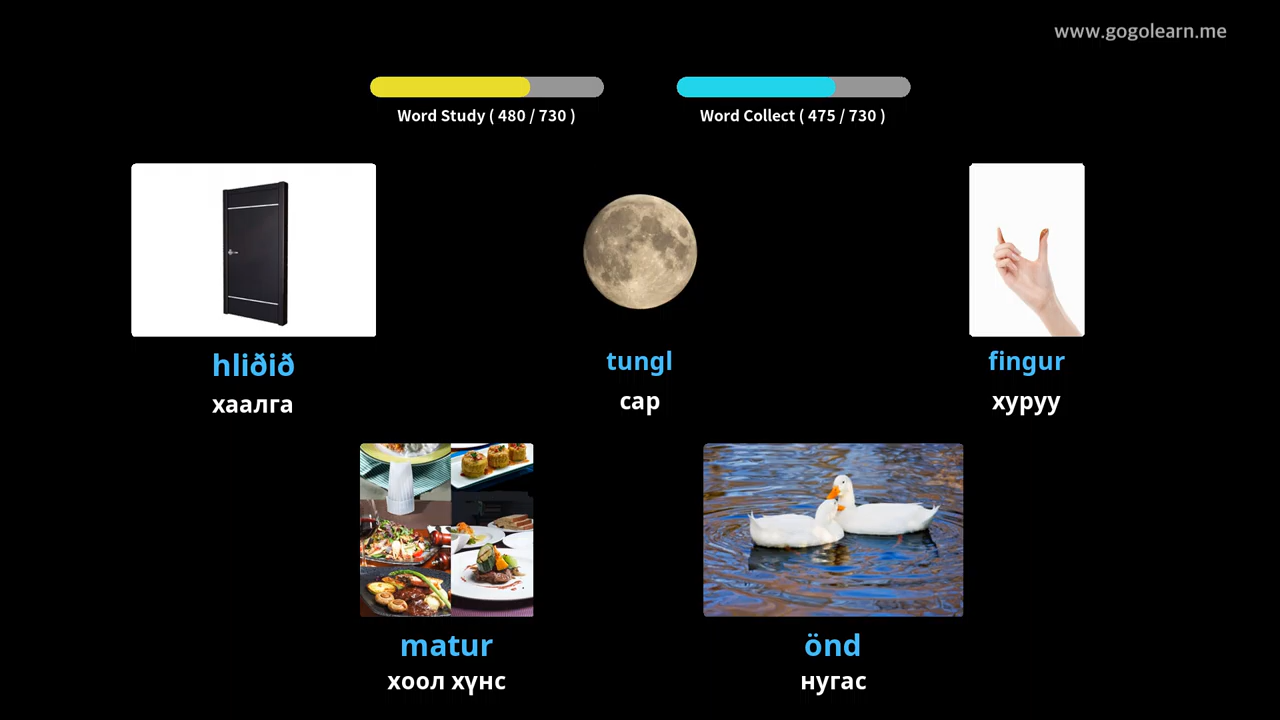 www.gogolearn.me
Word Study ( 480 / 730 )
Word Collect ( 475 / 730 )
hliðið
хаалга
tungl
сар
fingur
хуруу
matur
хоол хүнс
önd
нугас